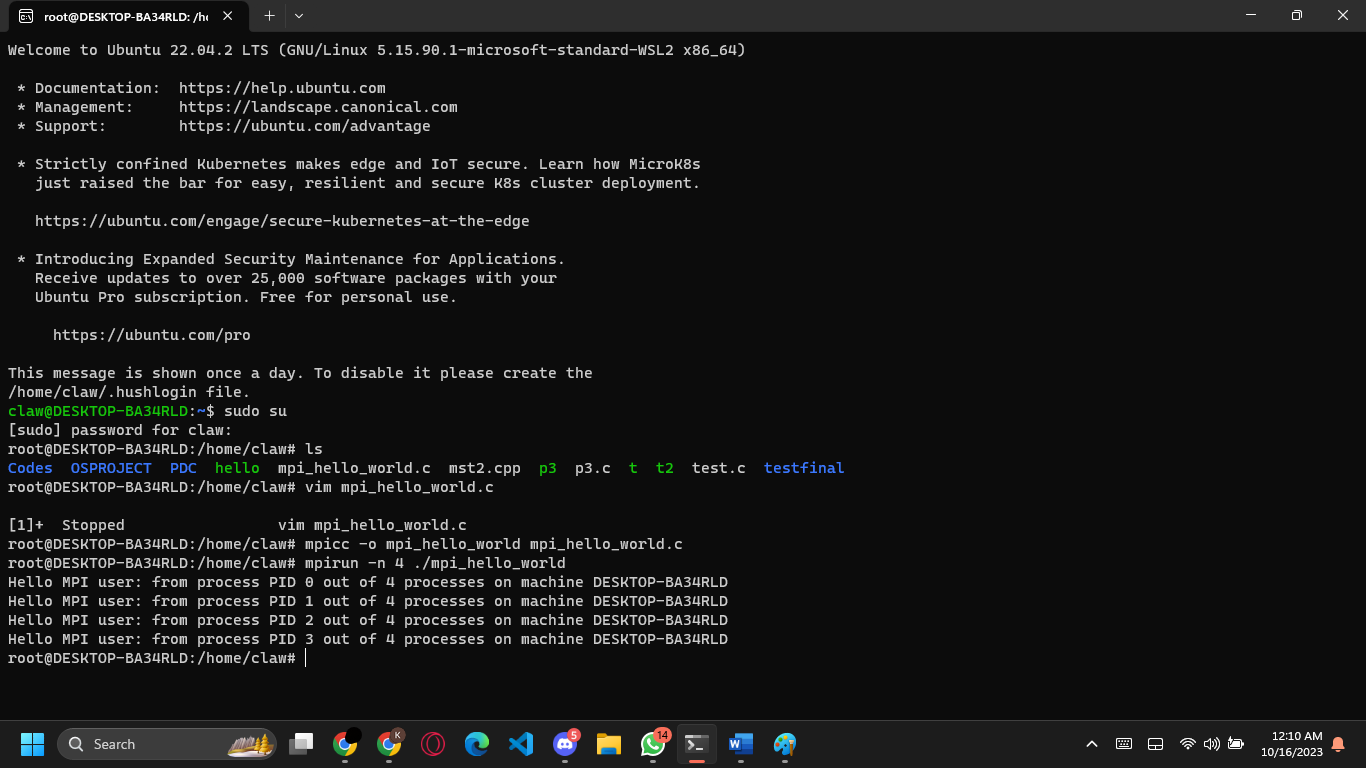 root@DESKTOP-BA34RLD: /h
Welcome to Ubuntu 22.04.2 LTS (GNU/Linux 5.15.90.1-microsoft-standard-WSL2 x86_64)
* Documentation:  https://help.ubuntu.com
* Management:     https://landscape.canonical.com
* Support:        https://ubuntu.com/advantage
* Strictly confined Kubernetes makes edge and IoT secure. Learn how MicroK8s
just raised the bar for easy, resilient and secure K8s cluster deployment.
https://ubuntu.com/engage/secure-kubernetes-at-the-edge
* Introducing Expanded Security Maintenance for Applications.
Receive updates to over 25,000 software packages with your
Ubuntu Pro subscription. Free for personal use.
https://ubuntu.com/pro
This message is shown once a day. To disable it please create the
/home/claw/.hushlogin file.
claw@DESKTOP-BA34RLD:~$ sudo su
[sudo] password for claw:
root@DESKTOP-BA34RLD:/home/claw# ls
Codes  OSPROJECT  PDC  hello  mpi_hello_world.c  mst2.cpp  p3  p3.c  t  t2  test.c  testfinal
root@DESKTOP-BA34RLD:/home/claw# vim mpi_hello_world.c
[1]+  Stopped                 vim mpi_hello_world.c
root@DESKTOP-BA34RLD:/home/claw# mpicc -o mpi_hello_world mpi_hello_world.c
root@DESKTOP-BA34RLD:/home/claw# mpirun -n 4 ./mpi_hello_world
Hello MPI user: from process PID 0 out of 4 processes on machine DESKTOP-BA34RLD
Hello MPI user: from process PID 1 out of 4 processes on machine DESKTOP-BA34RLD
Hello MPI user: from process PID 2 out of 4 processes on machine DESKTOP-BA34RLD
Hello MPI user: from process PID 3 out of 4 processes on machine DESKTOP-BA34RLD
root@DESKTOP-BA34RLD:/home/claw#
Search
K
5
14
W
12:10 AM
10/16/2023